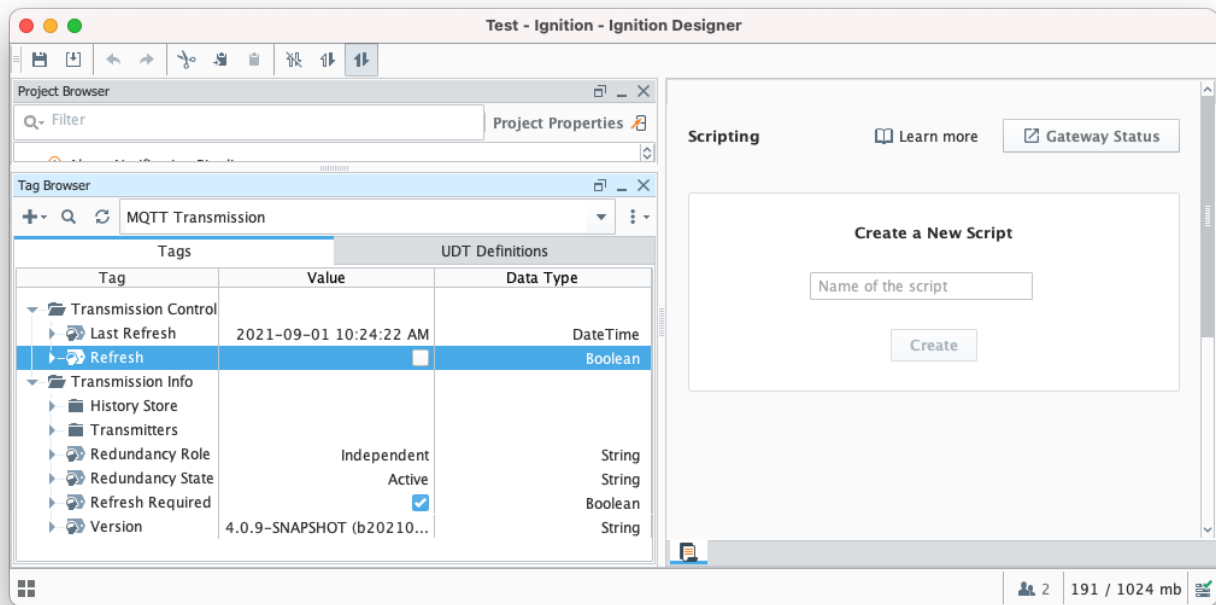 Test - Ignition - Ignition Designer
Project Browser
Filter
Project Properties
Tag Browser
MQTT Transmission
Tags UDT Definitions
Tag Value Data Type
Transmission Control
Last Refresh 2021-09-01 10:24:22 AM DateTime
Refresh Boolean
Transmission Info
History Store
Transmitters
Redundancy Role Independent String
Redundancy State Active String
Refresh Required Boolean
Version 4.0.9-SNAPSHOT (b20210... String
Scripting Learn more Gateway Status
Create a New Script
Name of the script
Create
2 191 / 1024 mb